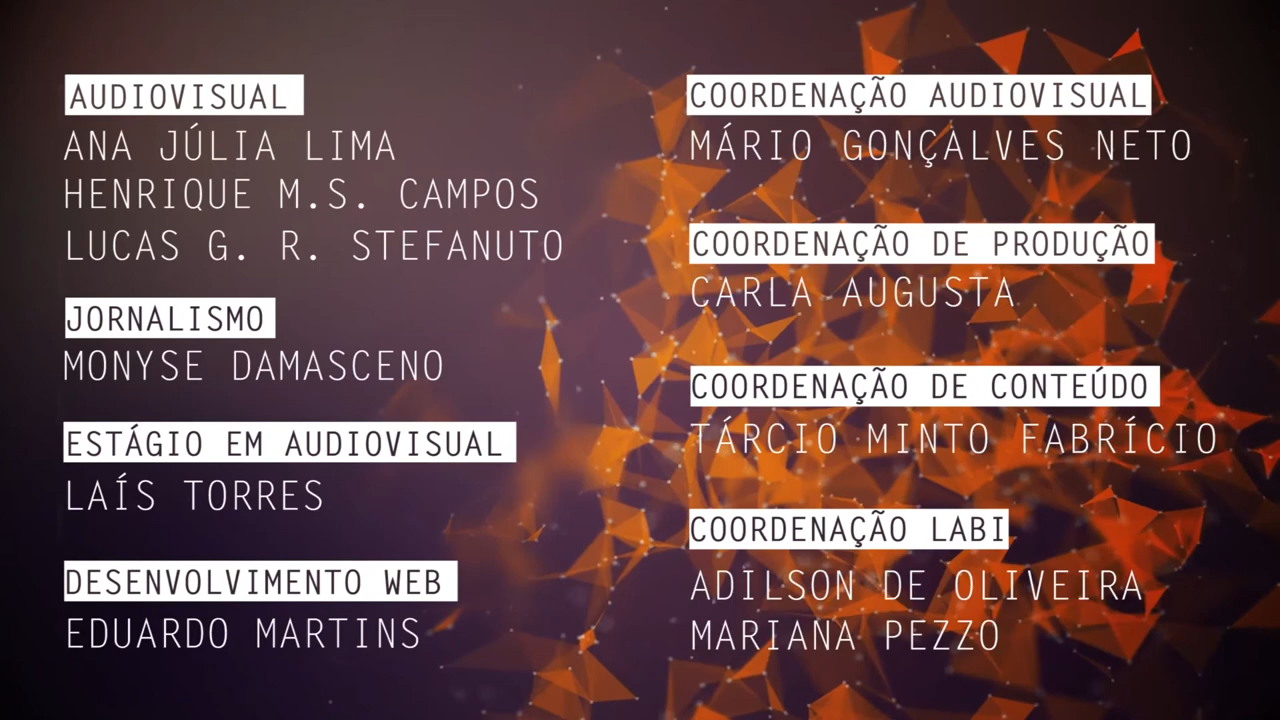 AUDIOVISUAL
ANA JÚLIA LIMA
HENRIQUE M.S. CAMPOS
LUCAS G. R. STEFANUTO
JORNALISMO
MONYSE DAMASCENO
ESTÁGIO EM AUDIOVISUAL
LAÍS TORRES
DESENVOLVIMENTO WEB
EDUARDO MARTINS
COORDENAÇÃO AUDIOVISUAL
MÁRIO GONÇALVES NETO
COORDENAÇÃO DE PRODUÇÃO
CARLA AUGUSTA
COORDENAÇÃO DE CONTEÚDO
TÁRCIO MINTO FABRÍCIO
COORDENAÇÃO LABI
ADILSON DE OLIVEIRA
MARIANA PEZZO